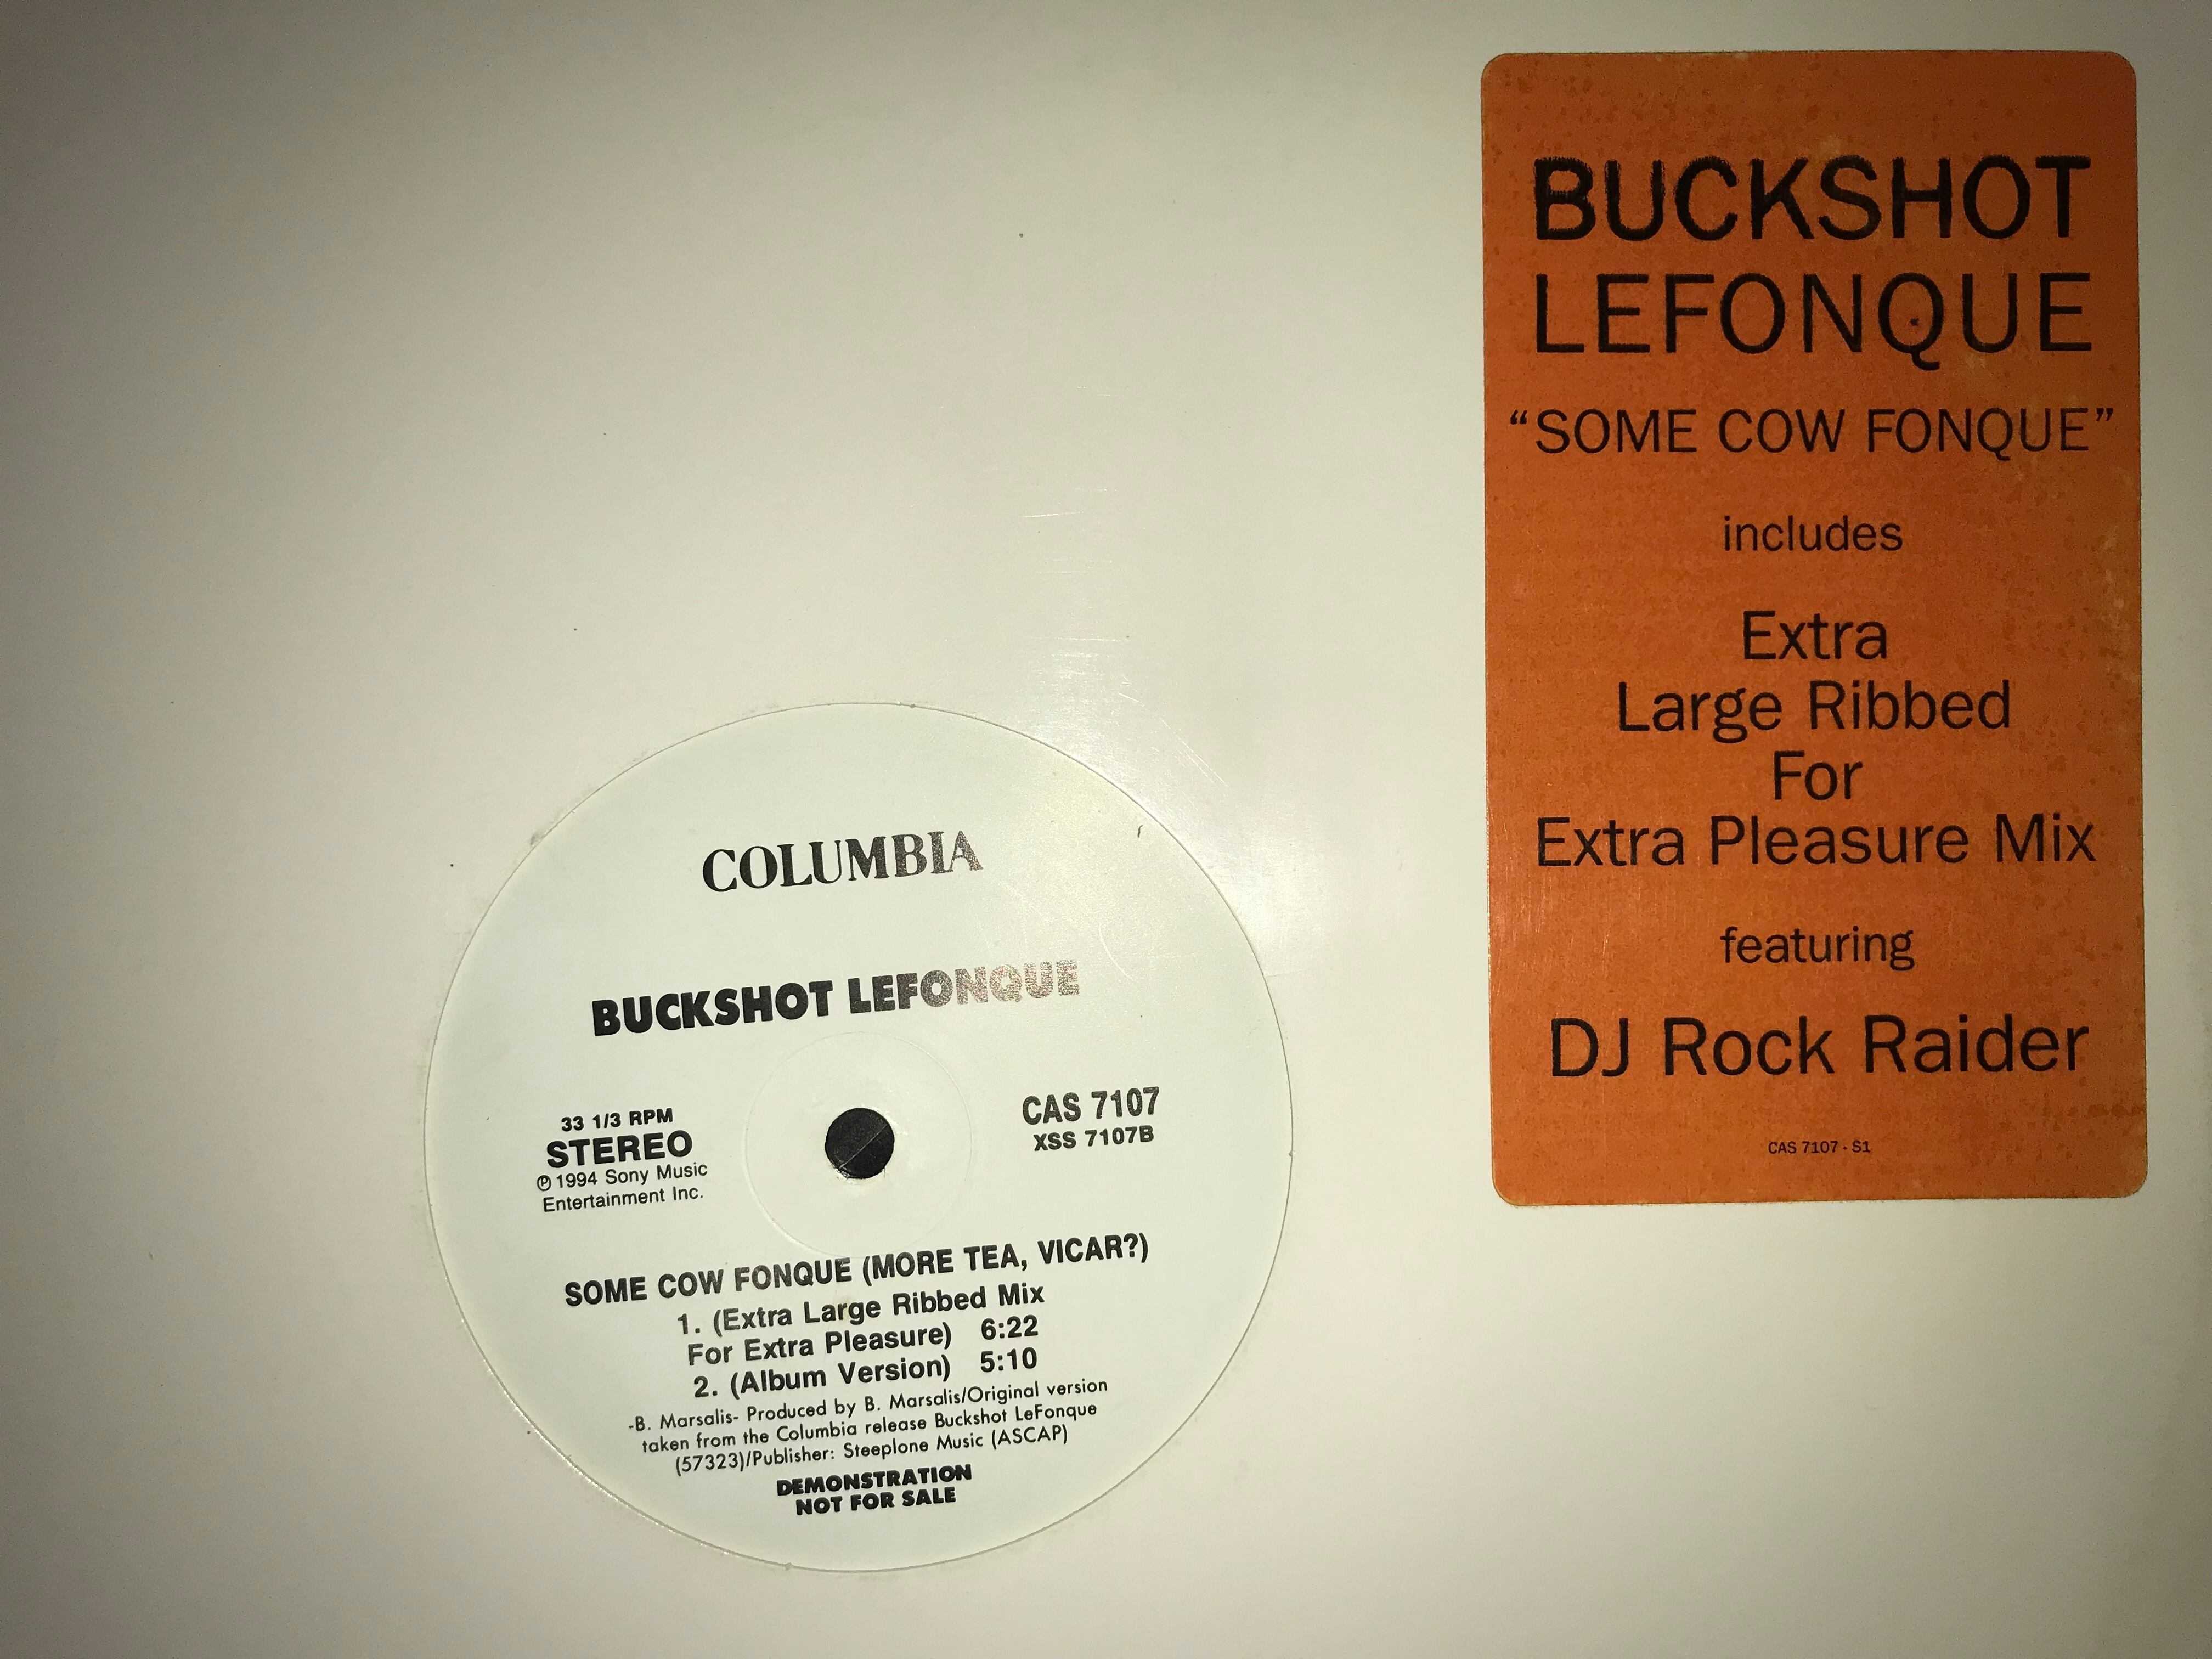 COLUMBIA
BUCKSHOT LEFONQUE
33 1/3 RPM
STEREO
℗ 1994 Sony Music
Entertainment Inc.
CAS 7107
XSS 7107B
SOME COW FONQUE (MORE TEA, VICAR?)
1. (Extra Large Ribbed Mix
For Extra Pleasure) 6:22
2. (Album Version) 5:10
-B. Marsalis- Produced by B. Marsalis/Original version
taken from the Columbia release Buckshot LeFonque
(57323)/Publisher: Steeplone Music (ASCAP)
DEMONSTRATION
NOT FOR SALE
BUCKSHOT
LEFONQUE
“SOME COW FONQUE”
includes
Extra
Large Ribbed
For
Extra Pleasure Mix
featuring
DJ Rock Raider
CAS 7107 - S1